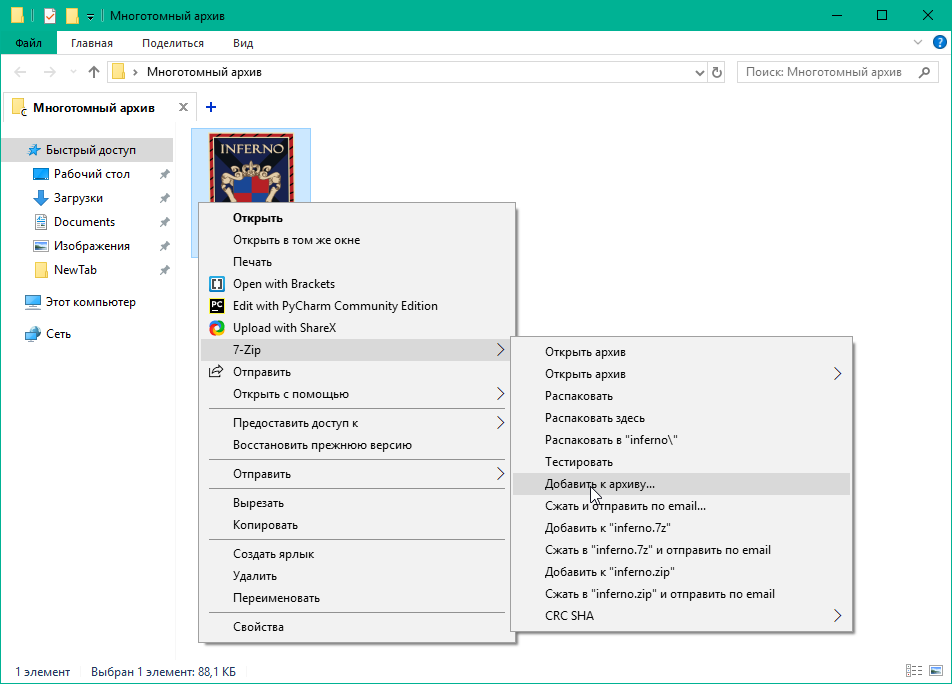 Многотомный архив
Файл
Главная
Поделиться
Вид
?
Многотомный архив
Поиск: Многотомный архив
Многотомный архив
Быстрый доступ
Рабочий стол
Загрузки
Documents
Изображения
NewTab
Этот компьютер
Сеть
INFERNO
Открыть
Открыть в том же окне
Печать
Open with Brackets
PC Edit with PyCharm Community Edition
Upload with ShareX
7-Zip
Отправить
Открыть с помощью
Предоставить доступ к
Восстановить прежнюю версию
Отправить
Вырезать
Копировать
Создать ярлык
Удалить
Переименовать
Свойства
Открыть архив
Открыть архив
Распаковать
Распаковать здесь
Распаковать в "inferno\"
Тестировать
Добавить к архиву...
Сжать и отправить по email...
Добавить к "inferno.7z"
Сжать в "inferno.7z" и отправить по email
Добавить к "inferno.zip"
Сжать в "inferno.zip" и отправить по email
CRC SHA
1 элемент
Выбран 1 элемент: 88,1 КБ